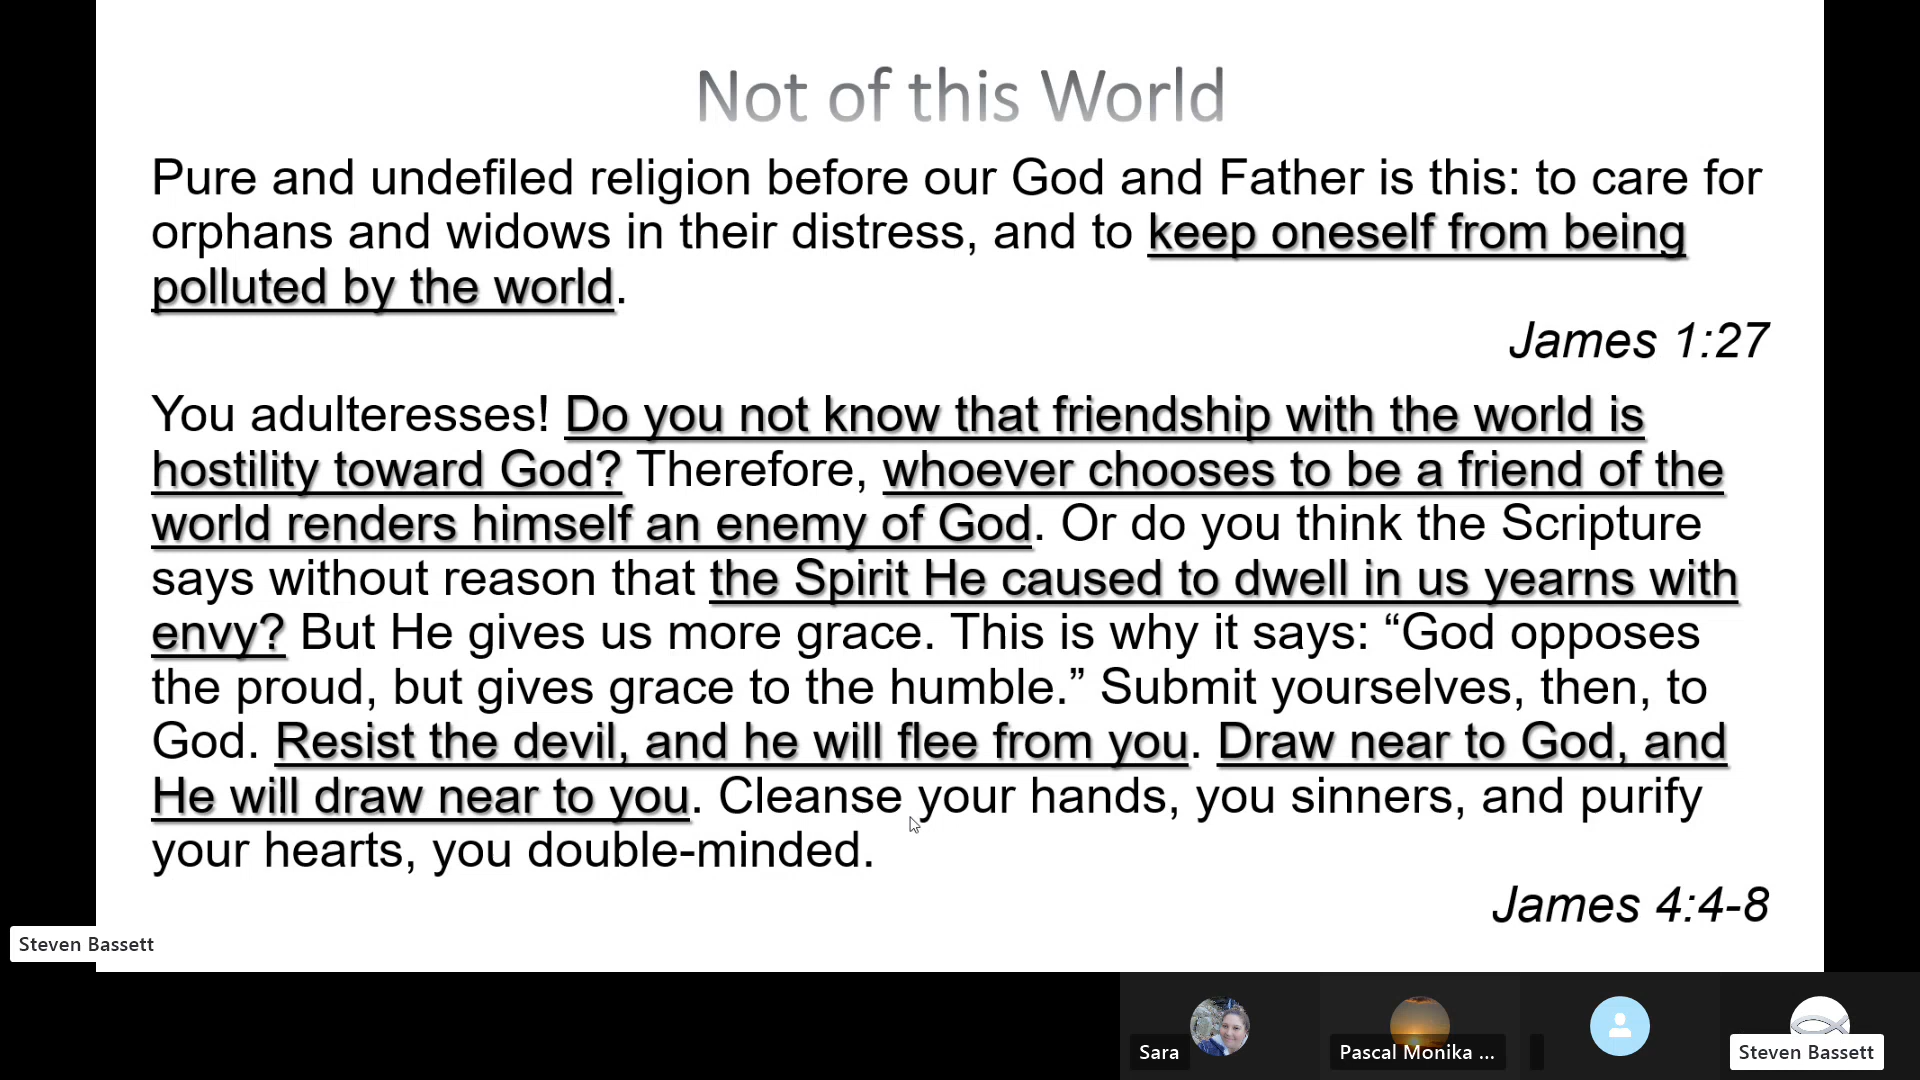 Not of this World
Pure and undefiled religion before our God and Father is this: to care for
orphans and widows in their distress, and to keep oneself from being
polluted by the world.
James 1:27
You adulteresses! Do you not know that friendship with the world is
hostility toward God? Therefore, whoever chooses to be a friend of the
world renders himself an enemy of God. Or do you think the Scripture
says without reason that the Spirit He caused to dwell in us yearns with
envy? But He gives us more grace. This is why it says: “God opposes
the proud, but gives grace to the humble.” Submit yourselves, then, to
God. Resist the devil, and he will flee from you. Draw near to God, and
He will draw near to you. Cleanse your hands, you sinners, and purify
your hearts, you double-minded.
James 4:4-8
Steven Bassett
Sara
Pascal Monika ...
Steven Bassett